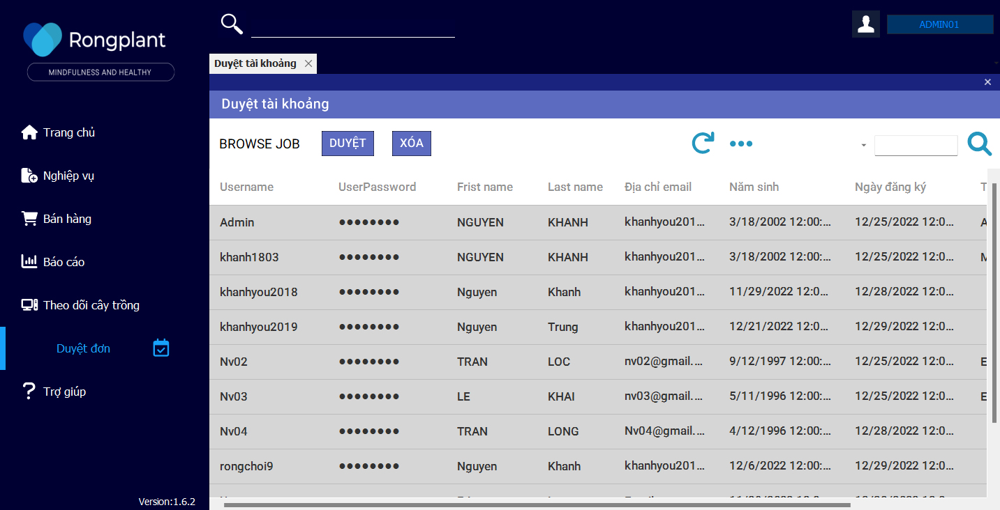 Rongplant
MINDFULNESS AND HEALTHY
Trang chủ
Nghiệp vụ
Bán hàng
Báo cáo
Theo dõi cây trồng
Duyệt đơn
Trợ giúp
Version:1.6.2
ADMIN01
Duyệt tài khoảng
Duyệt tài khoảng
BROWSE JOB DUYỆT XÓA
Username UserPassword Frist name Last name Địa chỉ email Năm sinh Ngày đăng ký T
Admin ●●●●●●●● NGUYEN KHANH khanhyou201... 3/18/2002 12:00:... 12/25/2022 12:0... A
khanh1803 ●●●●●●●● NGUYEN KHANH khanhyou201... 3/18/2002 12:00:... 12/25/2022 12:0... M
khanhyou2018 ●●●●●●●● Nguyen Khanh khanhyou201... 11/29/2022 12:0... 12/28/2022 12:0...
khanhyou2019 ●●●●●●●● Nguyen Trung khanhyou201... 12/21/2022 12:0... 12/29/2022 12:0...
Nv02 ●●●●●●●● TRAN LOC nv02@gmail.... 9/12/1997 12:00:... 12/25/2022 12:0... E
Nv03 ●●●●●●●● LE KHAI nv03@gmail.... 5/11/1996 12:00:... 12/25/2022 12:0... E
Nv04 ●●●●●●●● TRAN LONG Nv04@gmail.... 4/12/1996 12:00:... 12/28/2022 12:0...
rongchoi9 ●●●●●●●● Nguyen Khanh khanhyou201... 12/6/2022 12:00:... 12/29/2022 12:0...